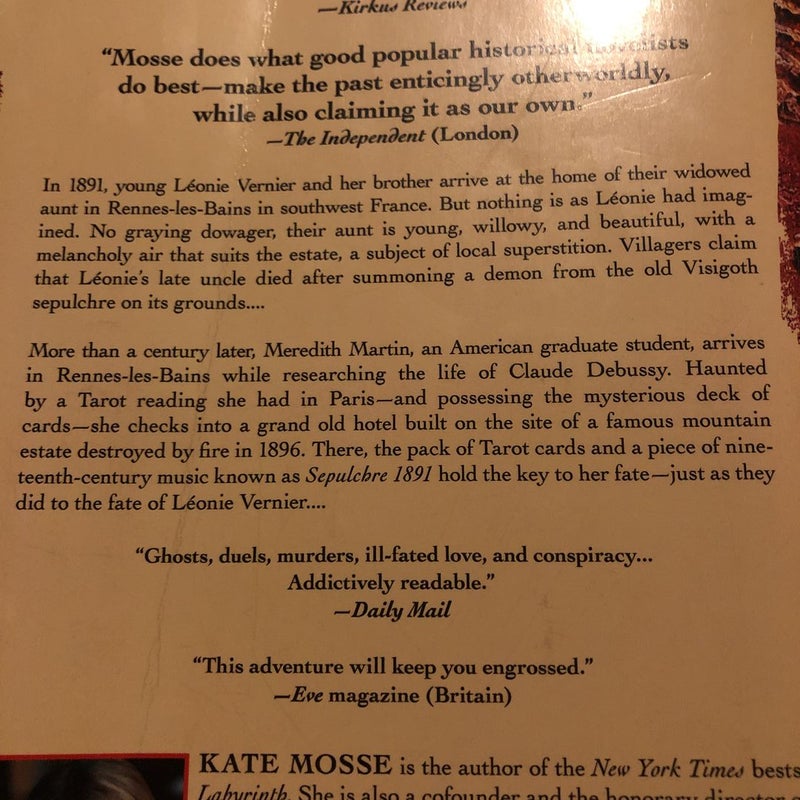 —Kirkus Reviews
“Mosse does what good popular historical novelists
do best—make the past enticingly otherworldly,
while also claiming it as our own.”
—The Independent (London)
In 1891, young Léonie Vernier and her brother arrive at the home of their widowed
aunt in Rennes-les-Bains in southwest France. But nothing is as Léonie had imag-
ined. No graying dowager, their aunt is young, willowy, and beautiful, with a
melancholy air that suits the estate, a subject of local superstition. Villagers claim
that Léonie’s late uncle died after summoning a demon from the old Visigoth
sepulchre on its grounds....
More than a century later, Meredith Martin, an American graduate student, arrives
in Rennes-les-Bains while researching the life of Claude Debussy. Haunted
by a Tarot reading she had in Paris—and possessing the mysterious deck of
cards—she checks into a grand old hotel built on the site of a famous mountain
estate destroyed by fire in 1896. There, the pack of Tarot cards and a piece of nine-
teenth-century music known as Sepulchre 1891 hold the key to her fate—just as they
did to the fate of Léonie Vernier....
“Ghosts, duels, murders, ill-fated love, and conspiracy...
Addictively readable.”
—Daily Mail
“This adventure will keep you engrossed.”
—Eve magazine (Britain)
KATE MOSSE is the author of the New York Times bests
Labyrinth. She is also a cofounder and the honorary director